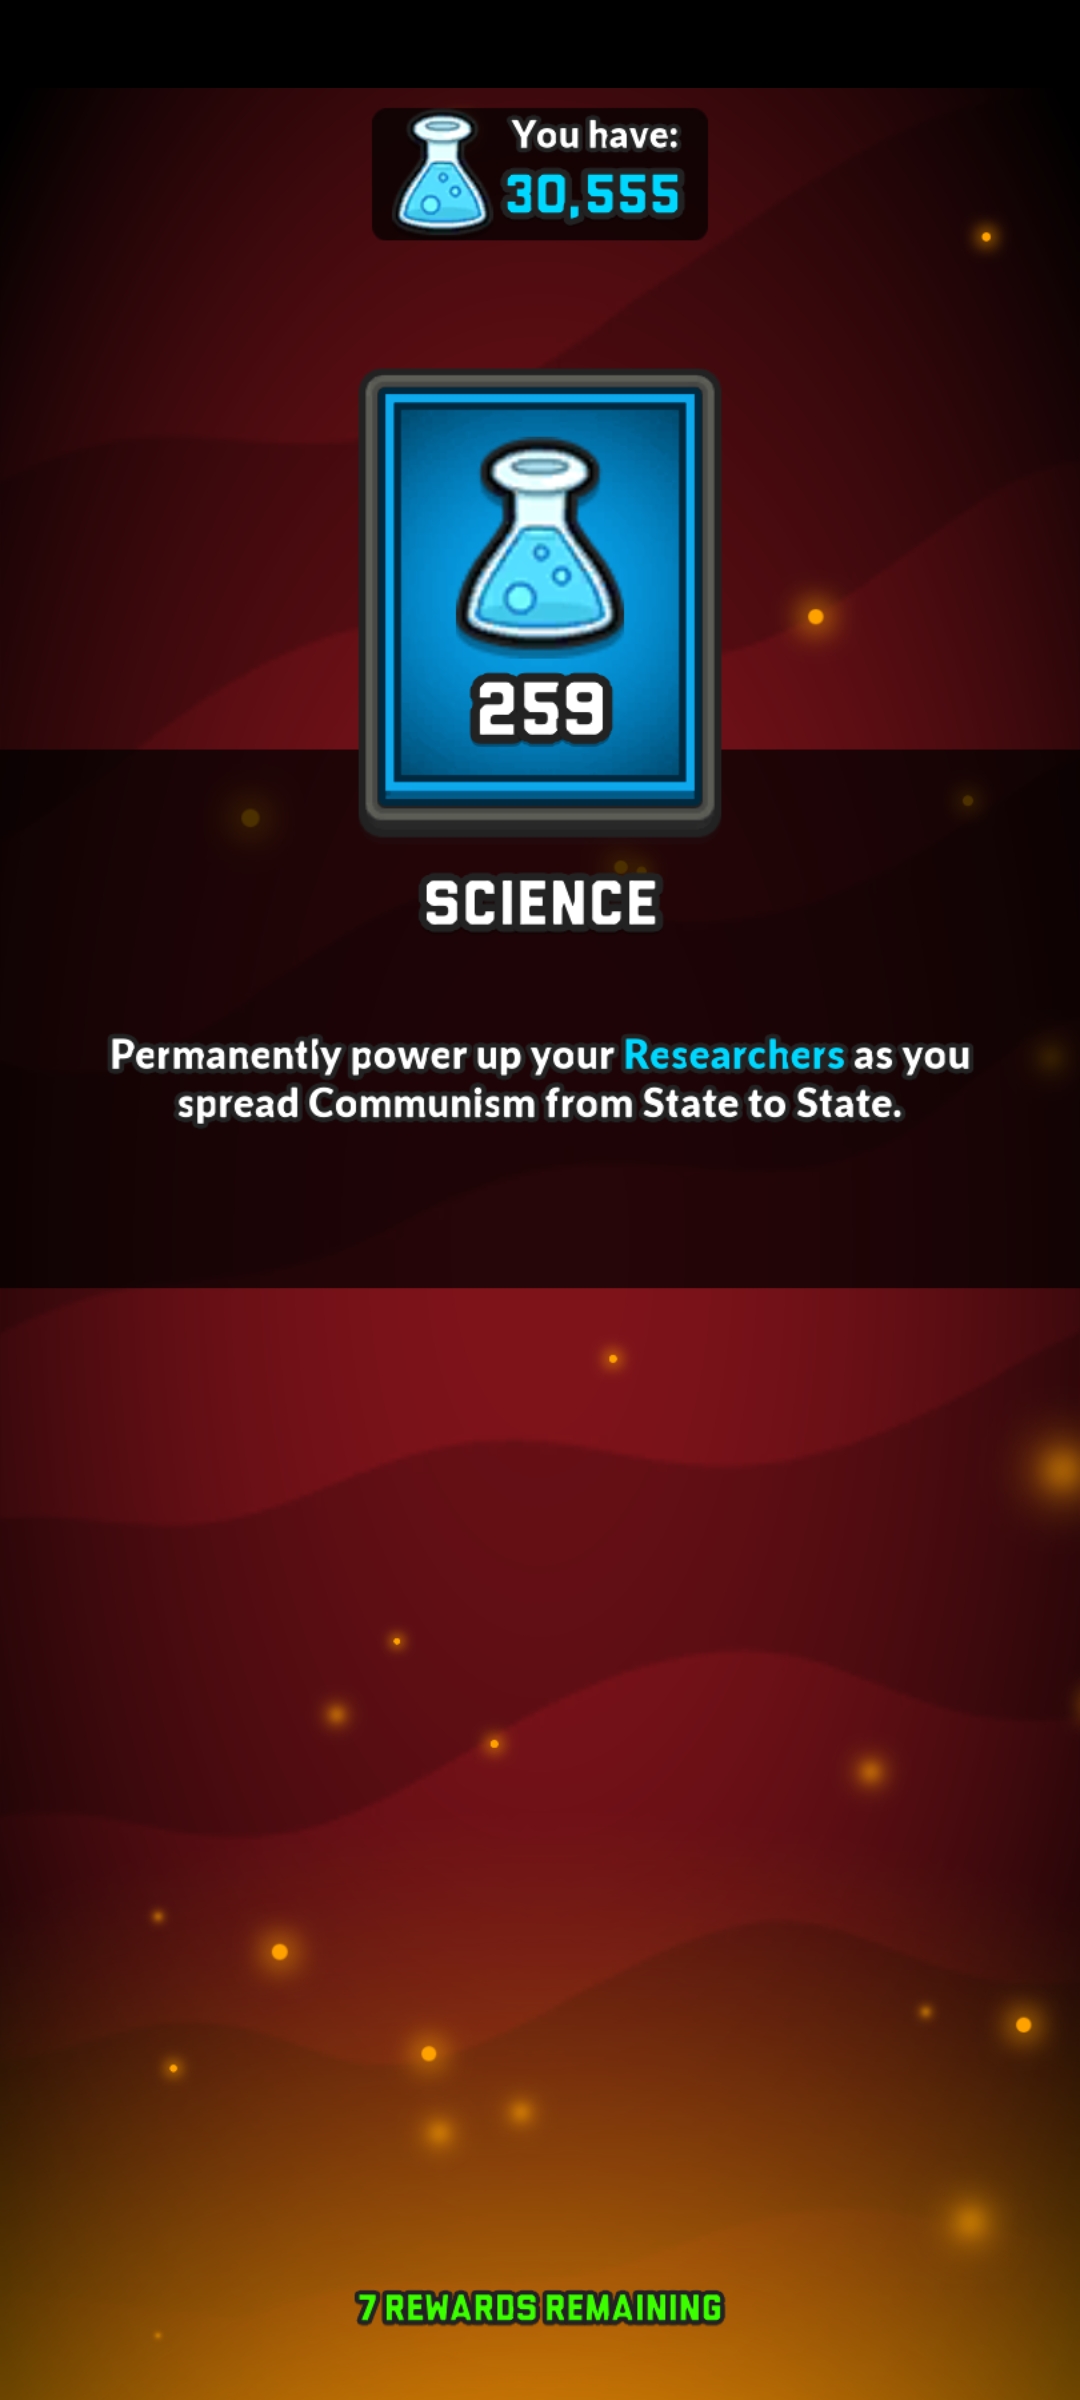 You have:
30,555
259
SCIENCE
Permanently power up your Researchers as you
spread Communism from State to State.
7 REWARDS REMAINING